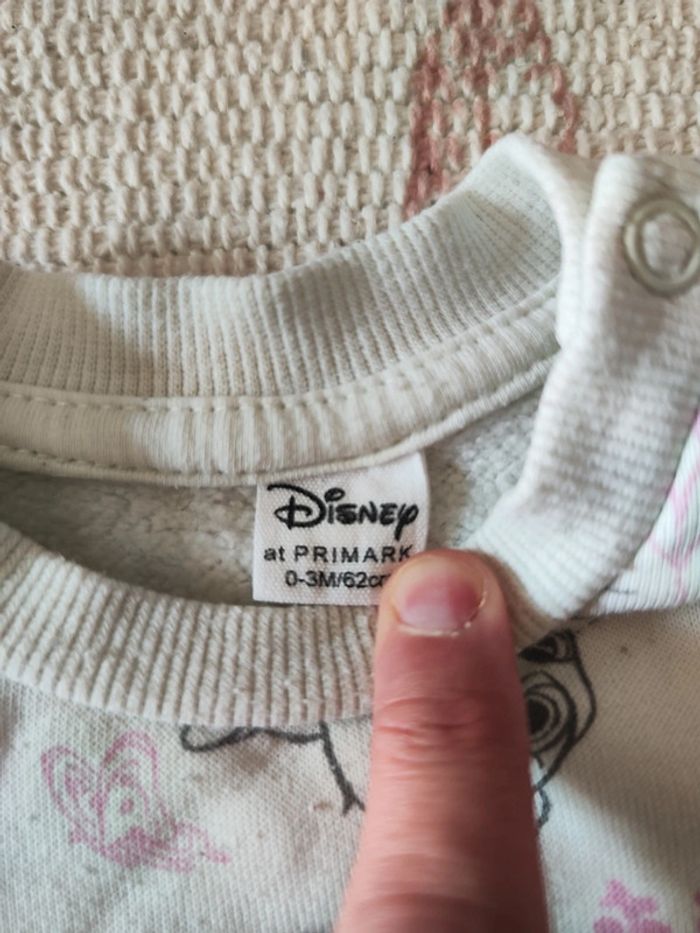 Disney
at PRIMARK
0-3M/62c